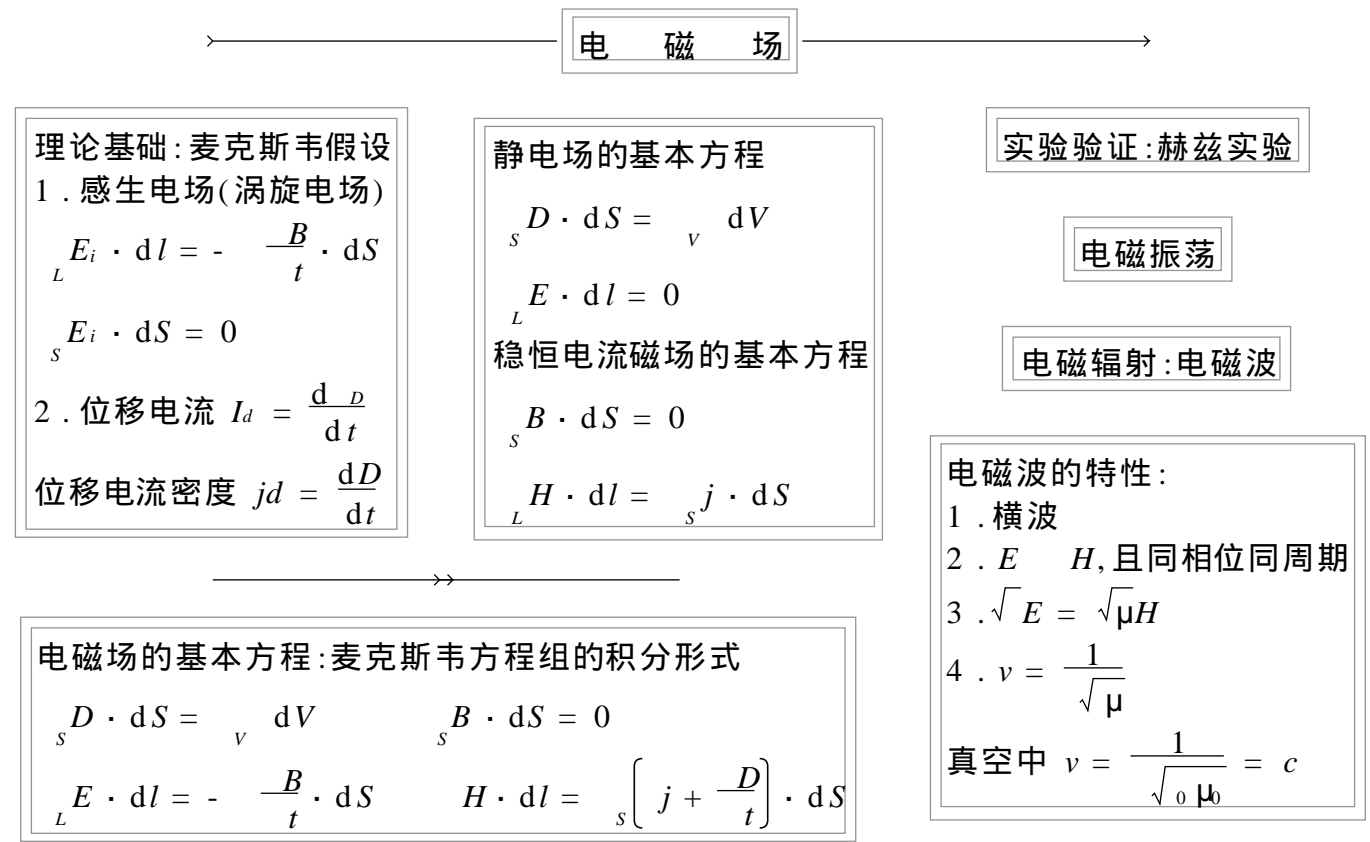 电 磁 场
理论基础:麦克斯韦假设
1 .感生电场(涡旋电场)
L Ei · dl = - B/t · dS
S Ei · dS = 0
2 .位移电流 Id = d D/dt
位移电流密度 jd = dD/dt
静电场的基本方程
S D · dS = V dV
L E · dl = 0
稳恒电流磁场的基本方程
S B · dS = 0
L H · dl = S j · dS
实验验证:赫兹实验
电磁振荡
电磁辐射:电磁波
电磁波的特性:
1 .横波
2 . E H,且同相位同周期
3 .√ E = √μH
4 . v = 1/√ μ
真空中 v = 1/√ 0 μ0 = c
电磁场的基本方程:麦克斯韦方程组的积分形式
S D · dS = V dV S B · dS = 0
L E · dl = - B/t · dS H · dl = S ( j + D/t ) · dS